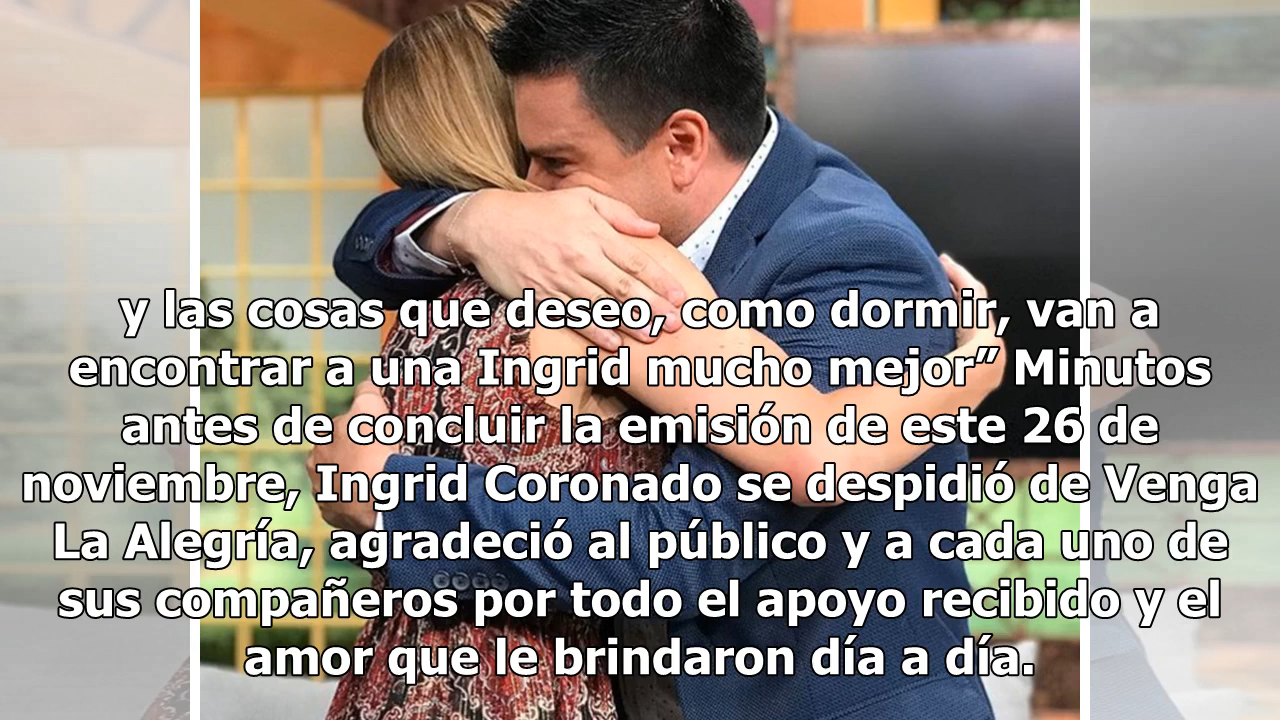 y las cosas que deseo, como dormir, van a
encontrar a una Ingrid mucho mejor” Minutos
antes de concluir la emisión de este 26 de
noviembre, Ingrid Coronado se despidió de Venga
La Alegría, agradeció al público y a cada uno de
sus compañeros por todo el apoyo recibido y el
amor que le brindaron día a día.